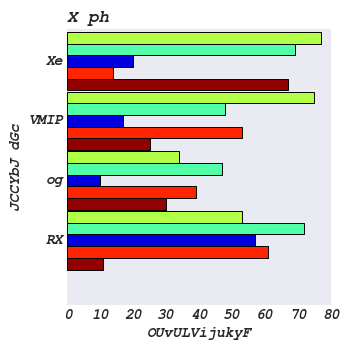 X ph
Xe
VMIP
og
RX
JCCYbJ dGc
0 10 20 30 40 50 60 70 80
OUvULVijukyF